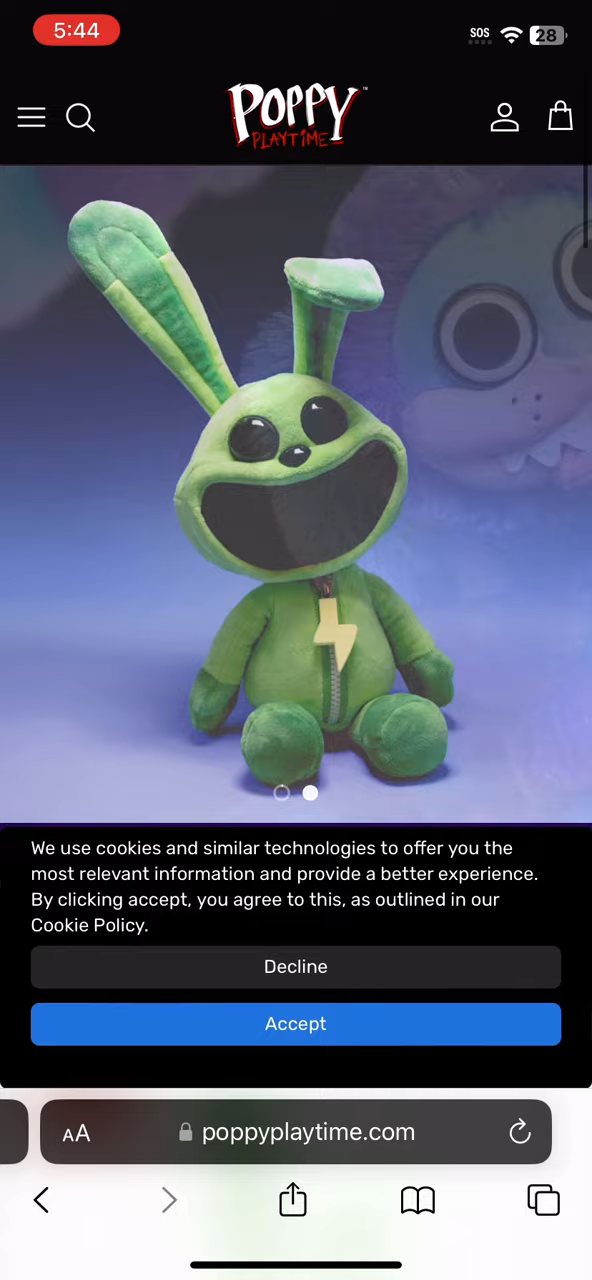 5:44
SOS
28
POPPY
PLAYTIME
™
We use cookies and similar technologies to offer you the
most relevant information and provide a better experience.
By clicking accept, you agree to this, as outlined in our
Cookie Policy.
Decline
Accept
AA
poppyplaytime.com